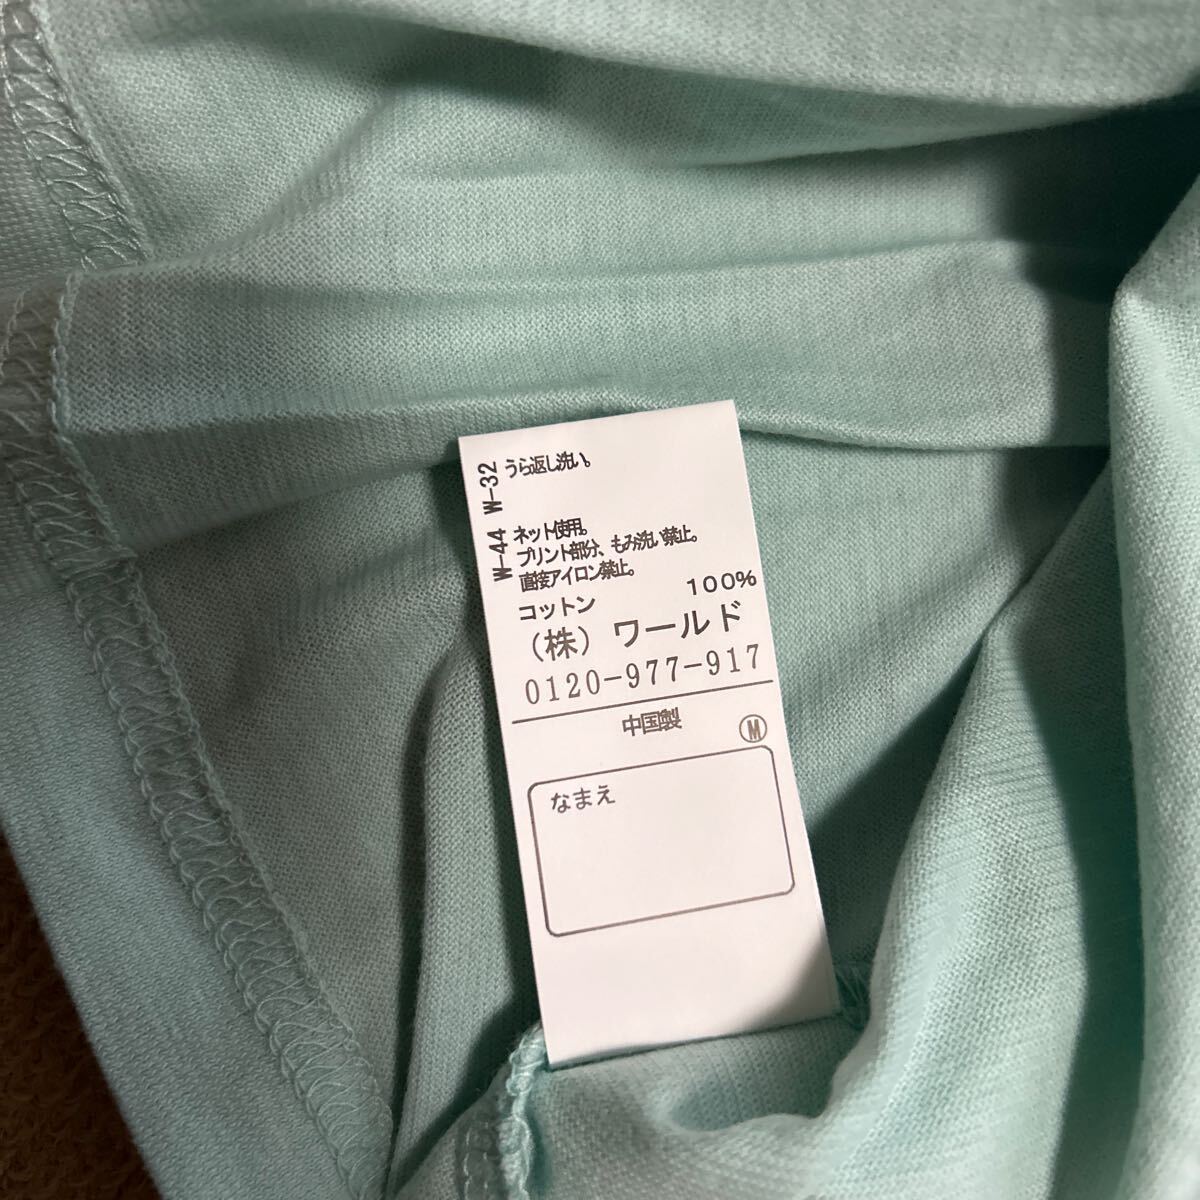 W-32 うら返し洗い。
W-44 ネット使用。
プリント部分、もみ洗い禁止。
直接アイロン禁止。
コットン 100%
(株) ワールド
0120-977-917
中国製
Ⓜ
なまえ